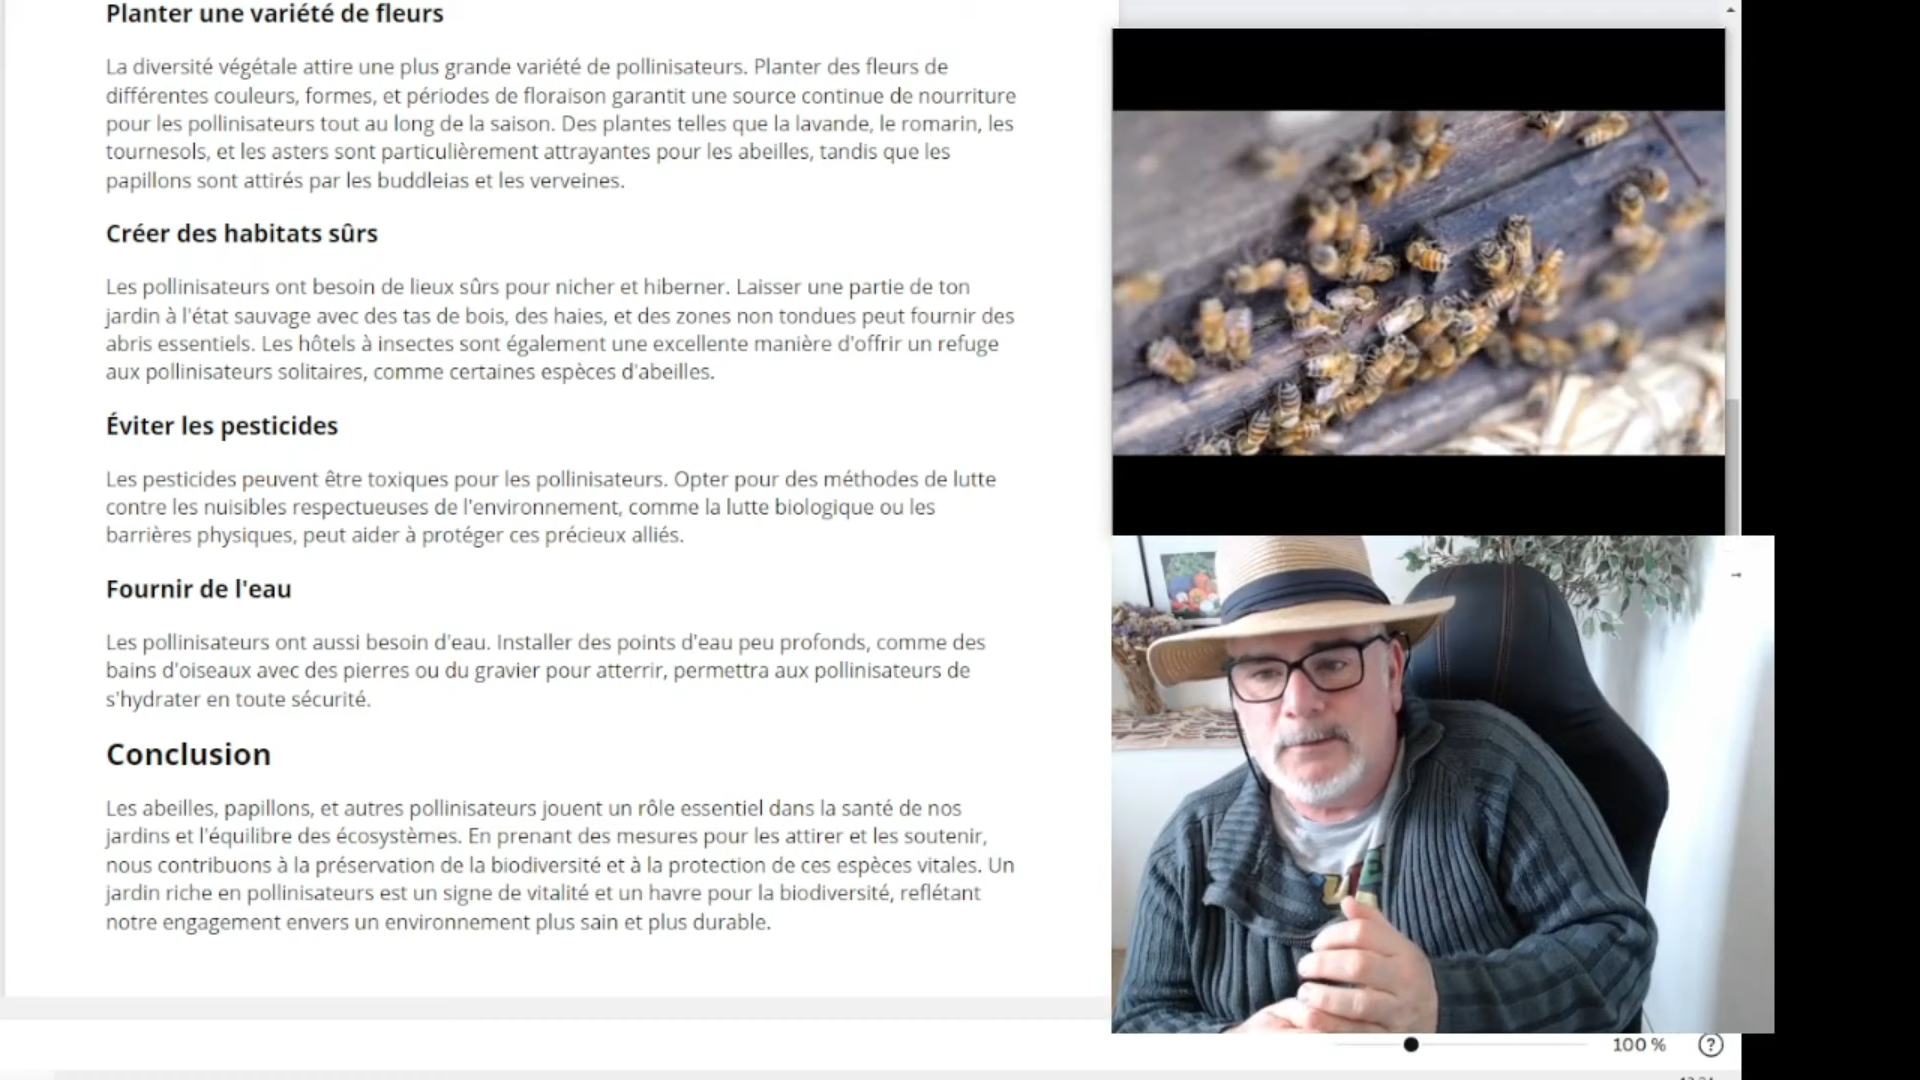 Planter une variété de fleurs
La diversité végétale attire une plus grande variété de pollinisateurs. Planter des fleurs de
différentes couleurs, formes, et périodes de floraison garantit une source continue de nourriture
pour les pollinisateurs tout au long de la saison. Des plantes telles que la lavande, le romarin, les
tournesols, et les asters sont particulièrement attrayantes pour les abeilles, tandis que les
papillons sont attirés par les buddleias et les verveines.
Créer des habitats sûrs
Les pollinisateurs ont besoin de lieux sûrs pour nicher et hiberner. Laisser une partie de ton
jardin à l'état sauvage avec des tas de bois, des haies, et des zones non tondues peut fournir des
abris essentiels. Les hôtels à insectes sont également une excellente manière d'offrir un refuge
aux pollinisateurs solitaires, comme certaines espèces d'abeilles.
Éviter les pesticides
Les pesticides peuvent être toxiques pour les pollinisateurs. Opter pour des méthodes de lutte
contre les nuisibles respectueuses de l'environnement, comme la lutte biologique ou les
barrières physiques, peut aider à protéger ces précieux alliés.
Fournir de l'eau
Les pollinisateurs ont aussi besoin d'eau. Installer des points d'eau peu profonds, comme des
bains d'oiseaux avec des pierres ou du gravier pour atterrir, permettra aux pollinisateurs de
s'hydrater en toute sécurité.
Conclusion
Les abeilles, papillons, et autres pollinisateurs jouent un rôle essentiel dans la santé de nos
jardins et l'équilibre des écosystèmes. En prenant des mesures pour les attirer et les soutenir,
nous contribuons à la préservation de la biodiversité et à la protection de ces espèces vitales. Un
jardin riche en pollinisateurs est un signe de vitalité et un havre pour la biodiversité, reflétant
notre engagement envers un environnement plus sain et plus durable.
100 %
?